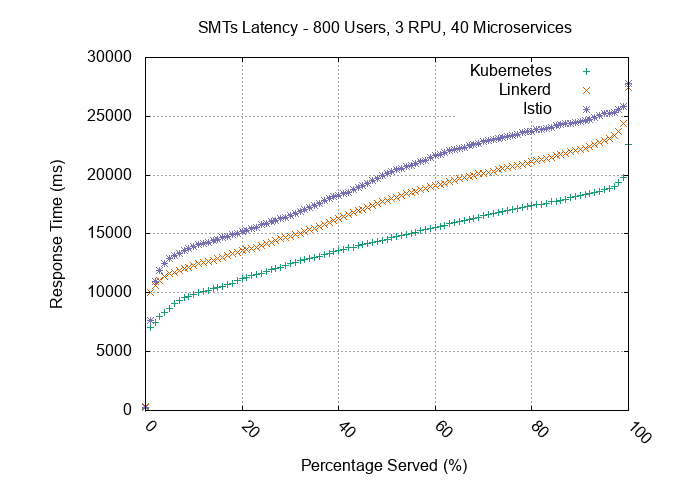 SMTs Latency - 800 Users, 3 RPU, 40 Microservices
30000
25000
20000
15000
10000
5000
0
Response Time (ms)
Kubernetes
Linkerd
Istio
0
20
40
60
80
100
Percentage Served (%)